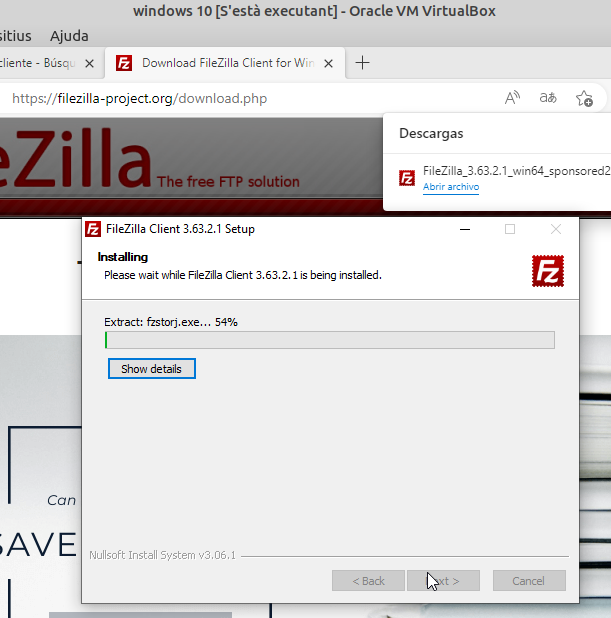 windows 10 [S'està executant] - Oracle VM VirtualBox
sitius Ajuda
cliente - Búsqu
Download FileZilla Client for Win
https://filezilla-project.org/download.php
Descargas
FileZilla_3.63.2.1_win64_sponsored2
Abrir archivo
eZilla The free FTP solution
FileZilla Client 3.63.2.1 Setup
Installing
Please wait while FileZilla Client 3.63.2.1 is being installed.
Fz
Extract: fzstorj.exe... 54%
Show details
Can
SAVE
Nullsoft Install System v3.06.1
< Back
Next >
Cancel